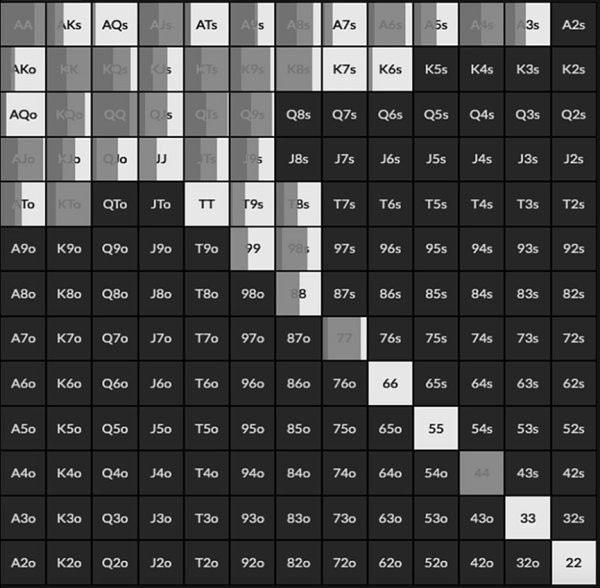 AA AKs AQs AJs ATs A9s A8s A7s A6s A5s A4s A3s A2s
AKo KK KQs KJs KTs K9s K8s K7s K6s K5s K4s K3s K2s
AQo KQo QQ QJs QTs Q9s Q8s Q7s Q6s Q5s Q4s Q3s Q2s
AJo KJo QJo JJ JTs J9s J8s J7s J6s J5s J4s J3s J2s
ATo KTo QTo JTo TT T9s T8s T7s T6s T5s T4s T3s T2s
A9o K9o Q9o J9o T9o 99 98s 97s 96s 95s 94s 93s 92s
A8o K8o Q8o J8o T8o 98o 88 87s 86s 85s 84s 83s 82s
A7o K7o Q7o J7o T7o 97o 87o 77 76s 75s 74s 73s 72s
A6o K6o Q6o J6o T6o 96o 86o 76o 66 65s 64s 63s 62s
A5o K5o Q5o J5o T5o 95o 85o 75o 65o 55 54s 53s 52s
A4o K4o Q4o J4o T4o 94o 84o 74o 64o 54o 44 43s 42s
A3o K3o Q3o J3o T3o 93o 83o 73o 63o 53o 43o 33 32s
A2o K2o Q2o J2o T2o 92o 82o 72o 62o 52o 42o 32o 22